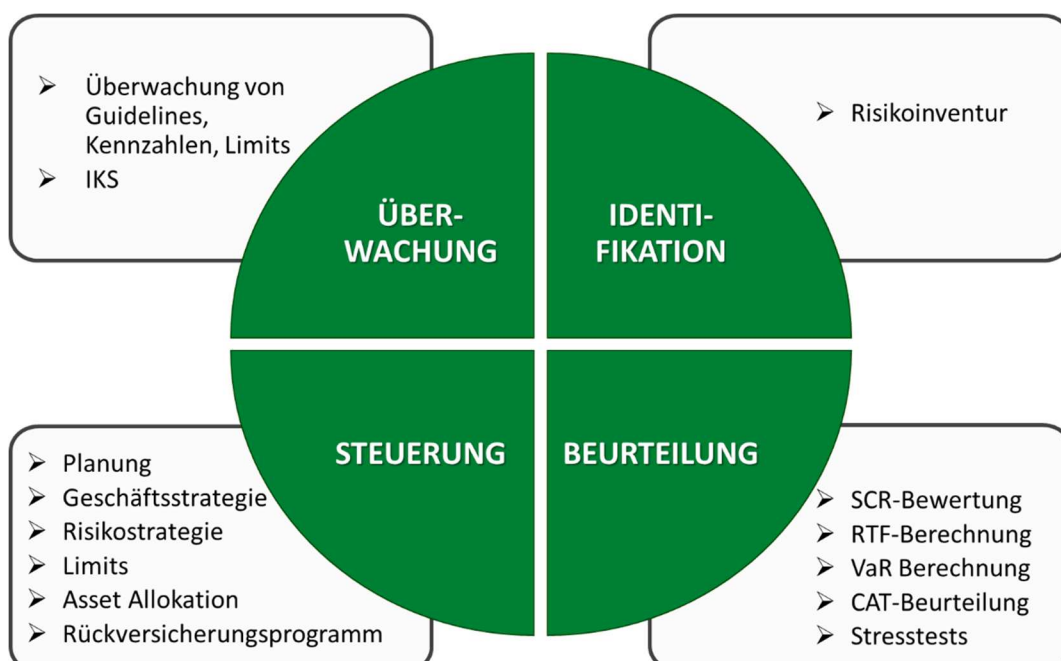 ➢ Überwachung von
Guidelines,
Kennzahlen, Limits
➢ IKS
➢ Risikoinventur
ÜBER-
WACHUNG
IDENTI-
FIKATION
STEUERUNG
BEURTEILUNG
➢ Planung
➢ Geschäftsstrategie
➢ Risikostrategie
➢ Limits
➢ Asset Allokation
➢ Rückversicherungsprogramm
➢ SCR-Bewertung
➢ RTF-Berechnung
➢ VaR Berechnung
➢ CAT-Beurteilung
➢ Stresstests